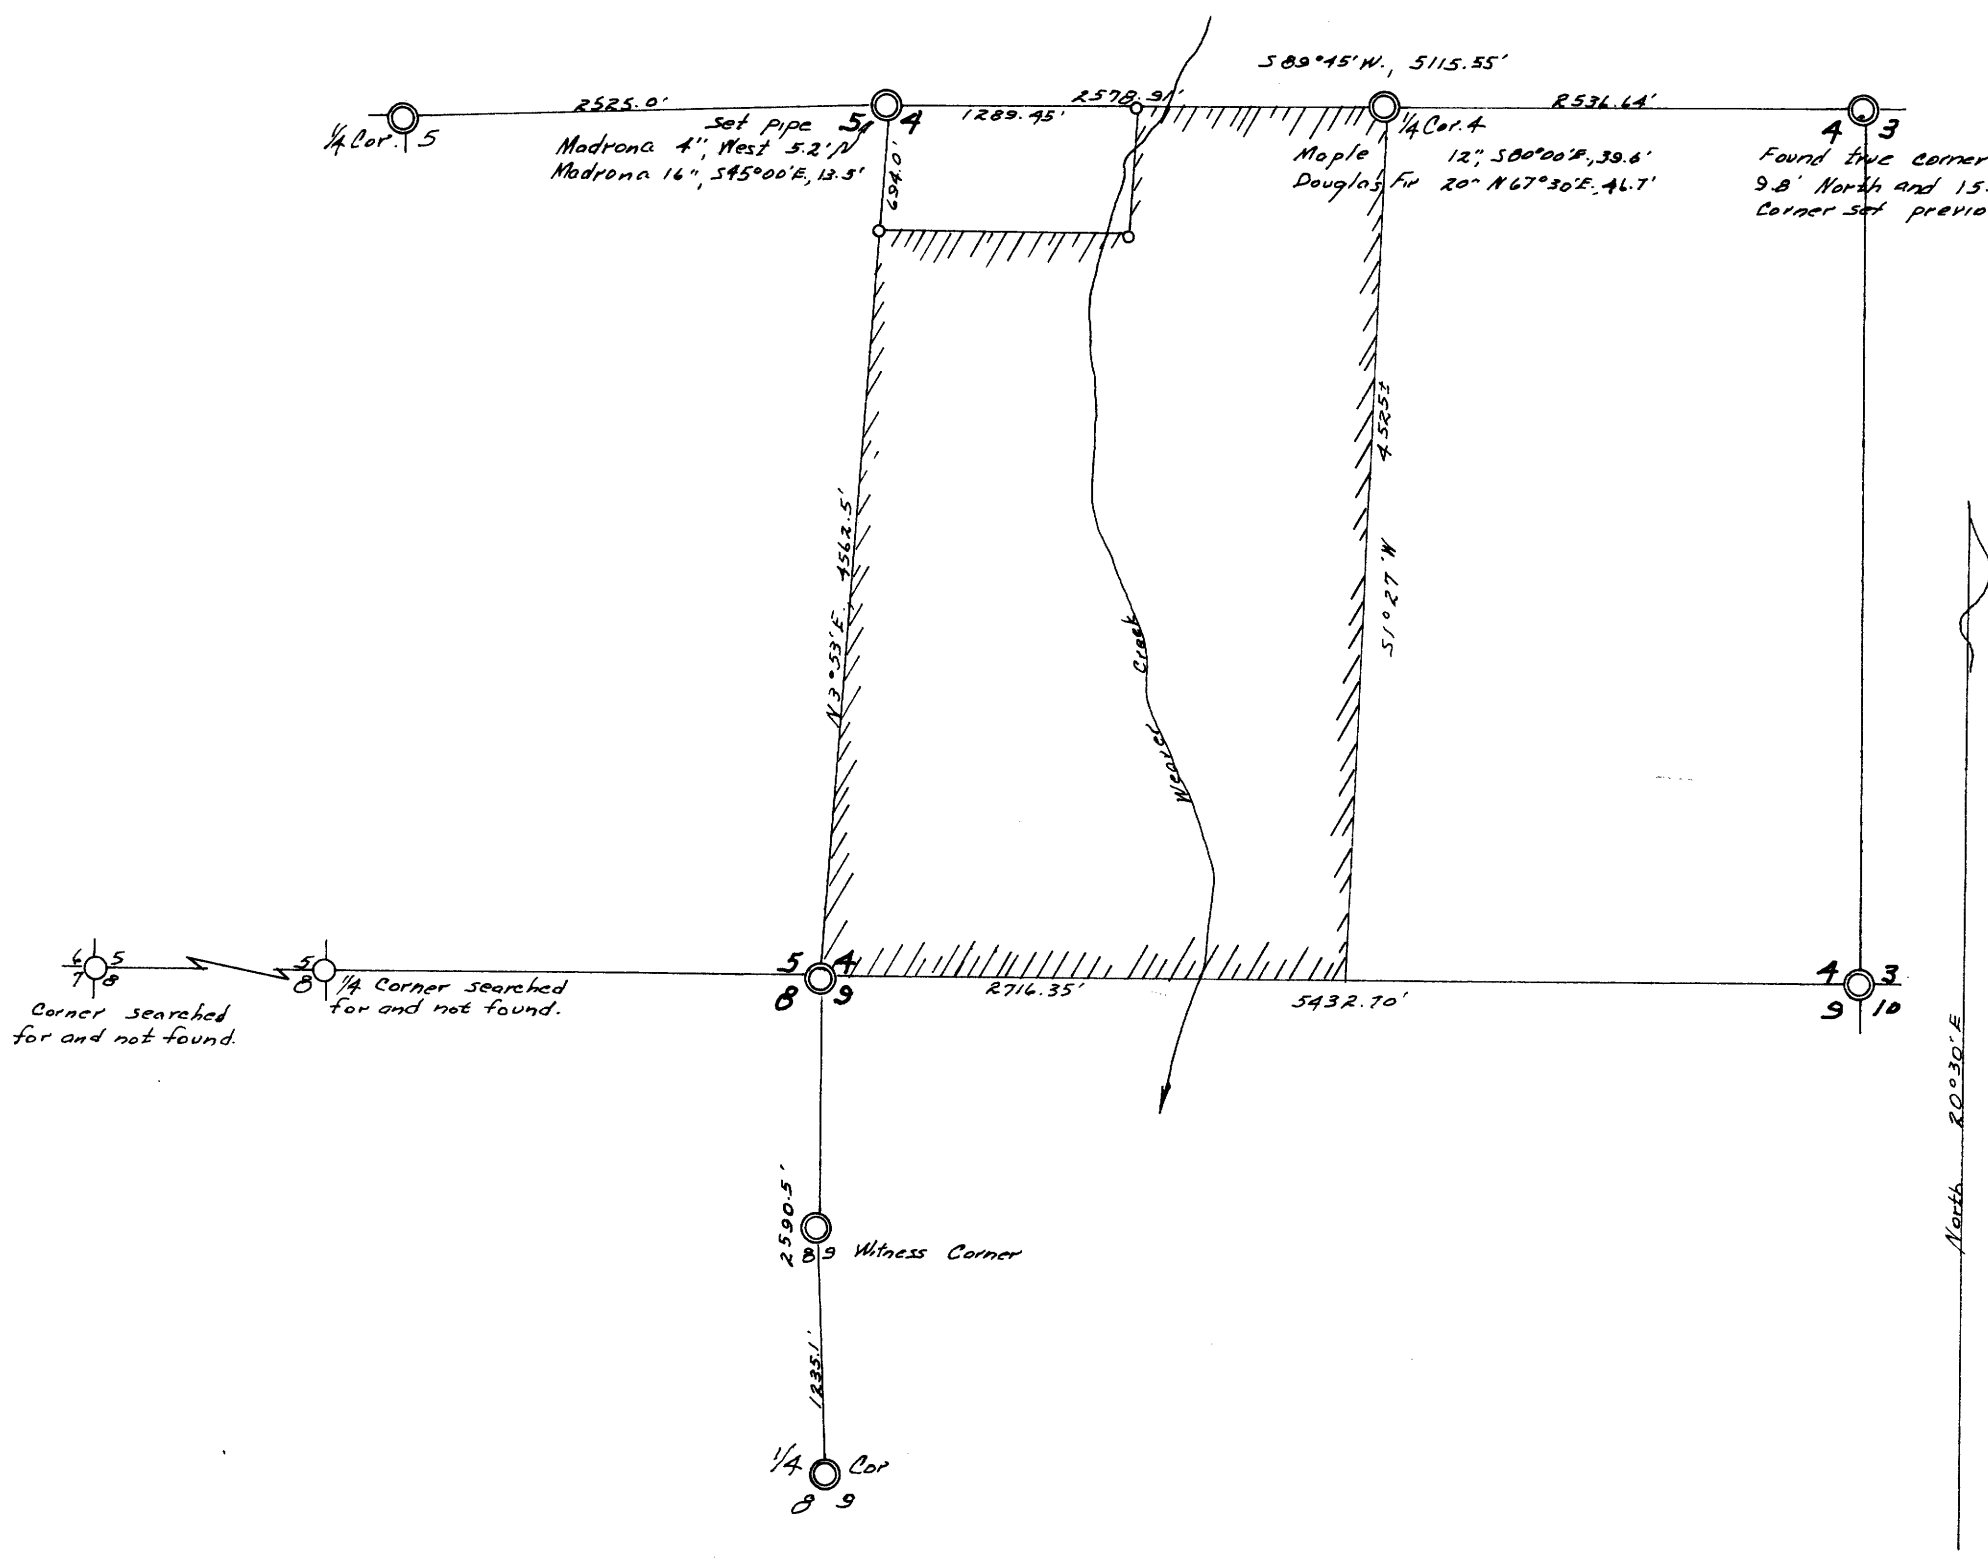 S 89°45' W., 5115.55'
2525.0'
2578.91'
1289.45'
2536.64'
1/4 Cor. 5
Set pipe 5 4
Madrona 4", West 5.2'
Madrona 16", S45°00'E, 13.5'
694.0'
1/4 Cor. 4
Maple 12", S80°00'E, 39.6'
Douglas Fir 20" N67°30'E, 46.7'
4 3
Found true corner
9.8' North and 15.
Corner set previo
4525±
S1°27'W
N3°53'E. 4562.5'
Weaver Creek
6 5
7 8
Corner searched
for and not found.
5
8
1/4 Corner searched
for and not found.
5 4
8 9
2716.35'
5432.70'
4 3
9 10
North 20°30'E
2590.5'
8 9 Witness Corner
1235.1'
1/4 Cor
8 9